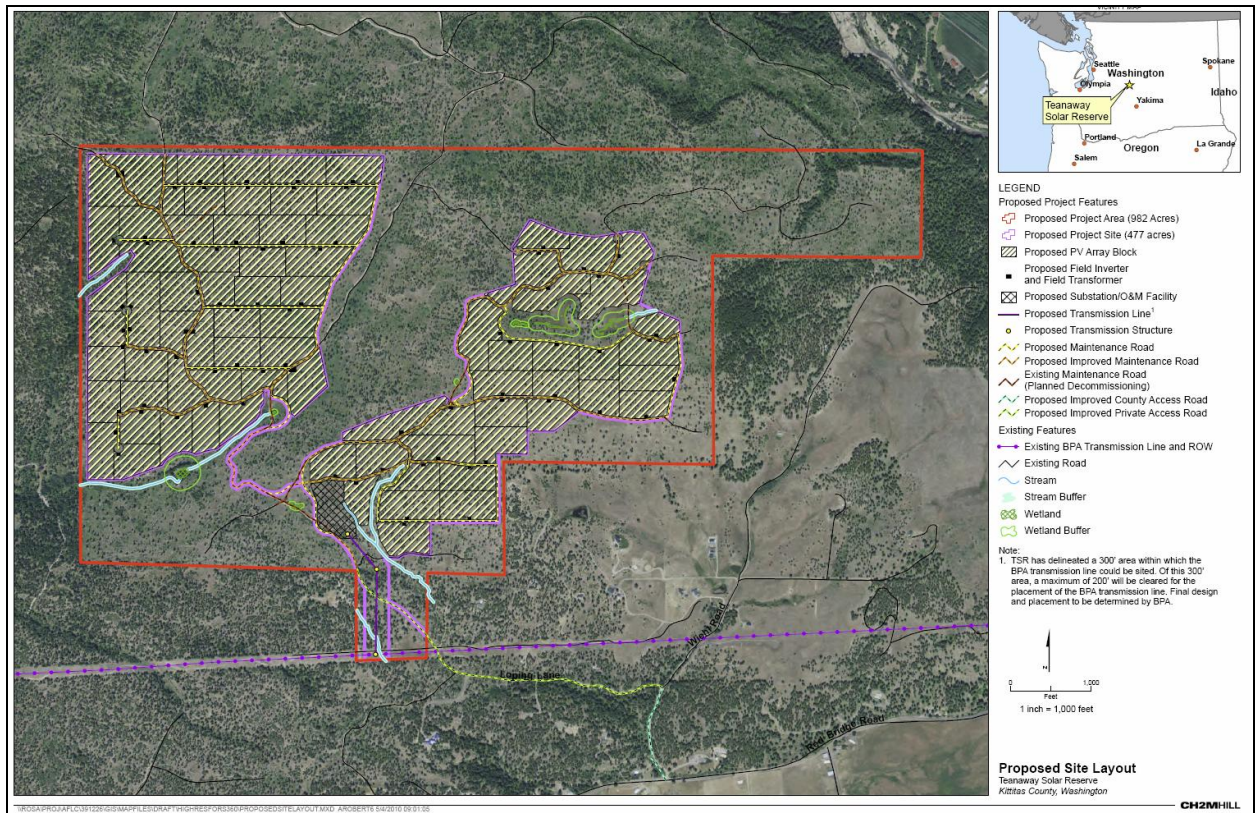 VICINITY MAP
Seattle
Spokane
Washington
Olympia
Idaho
Yakima
Teanaway
Solar Reserve
Portland
Oregon
La Grande
Salem
LEGEND
Proposed Project Features
Proposed Project Area (982 Acres)
Proposed Project Site (477 acres)
Proposed PV Array Block
Proposed Field Inverter
and Field Transformer
Proposed Substation/O&M Facility
Proposed Transmission Line¹
Proposed Transmission Structure
Proposed Maintenance Road
Proposed Improved Maintenance Road
Existing Maintenance Road
(Planned Decommissioning)
Proposed Improved County Access Road
Proposed Improved Private Access Road
Existing Features
Existing BPA Transmission Line and ROW
Existing Road
Stream
Stream Buffer
Wetland
Wetland Buffer
Note:
1. TSR has delineated a 300' area within which the
BPA transmission line could be sited. Of this 300'
area, a maximum of 200' will be cleared for the
placement of the BPA transmission line. Final design
and placement to be determined by BPA.
N
0 1,000
Feet
1 inch = 1,000 feet
Wiehl Road
Loping Lane
Red Bridge Road
Proposed Site Layout
Teanaway Solar Reserve
Kittitas County, Washington
CH2MHILL